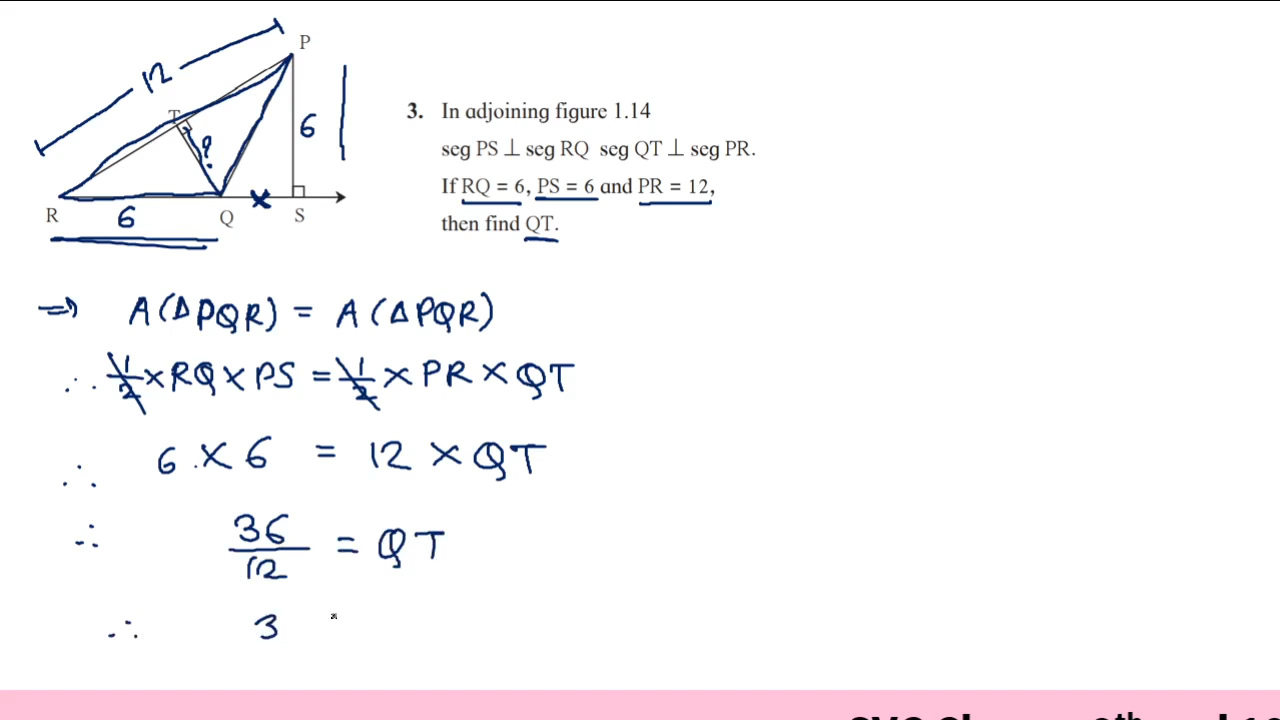 P
12
T
6
?
R
6
Q
S
3. In adjoining figure 1.14
seg PS ⊥ seg RQ seg QT ⊥ seg PR.
If RQ = 6, PS = 6 and PR = 12,
then find QT.
⇒ A(ΔPQR) = A(ΔPQR)
∴ 1/2 × RQ × PS = 1/2 × PR × QT
∴ 6 × 6 = 12 × QT
∴ 36/12 = QT
∴ 3